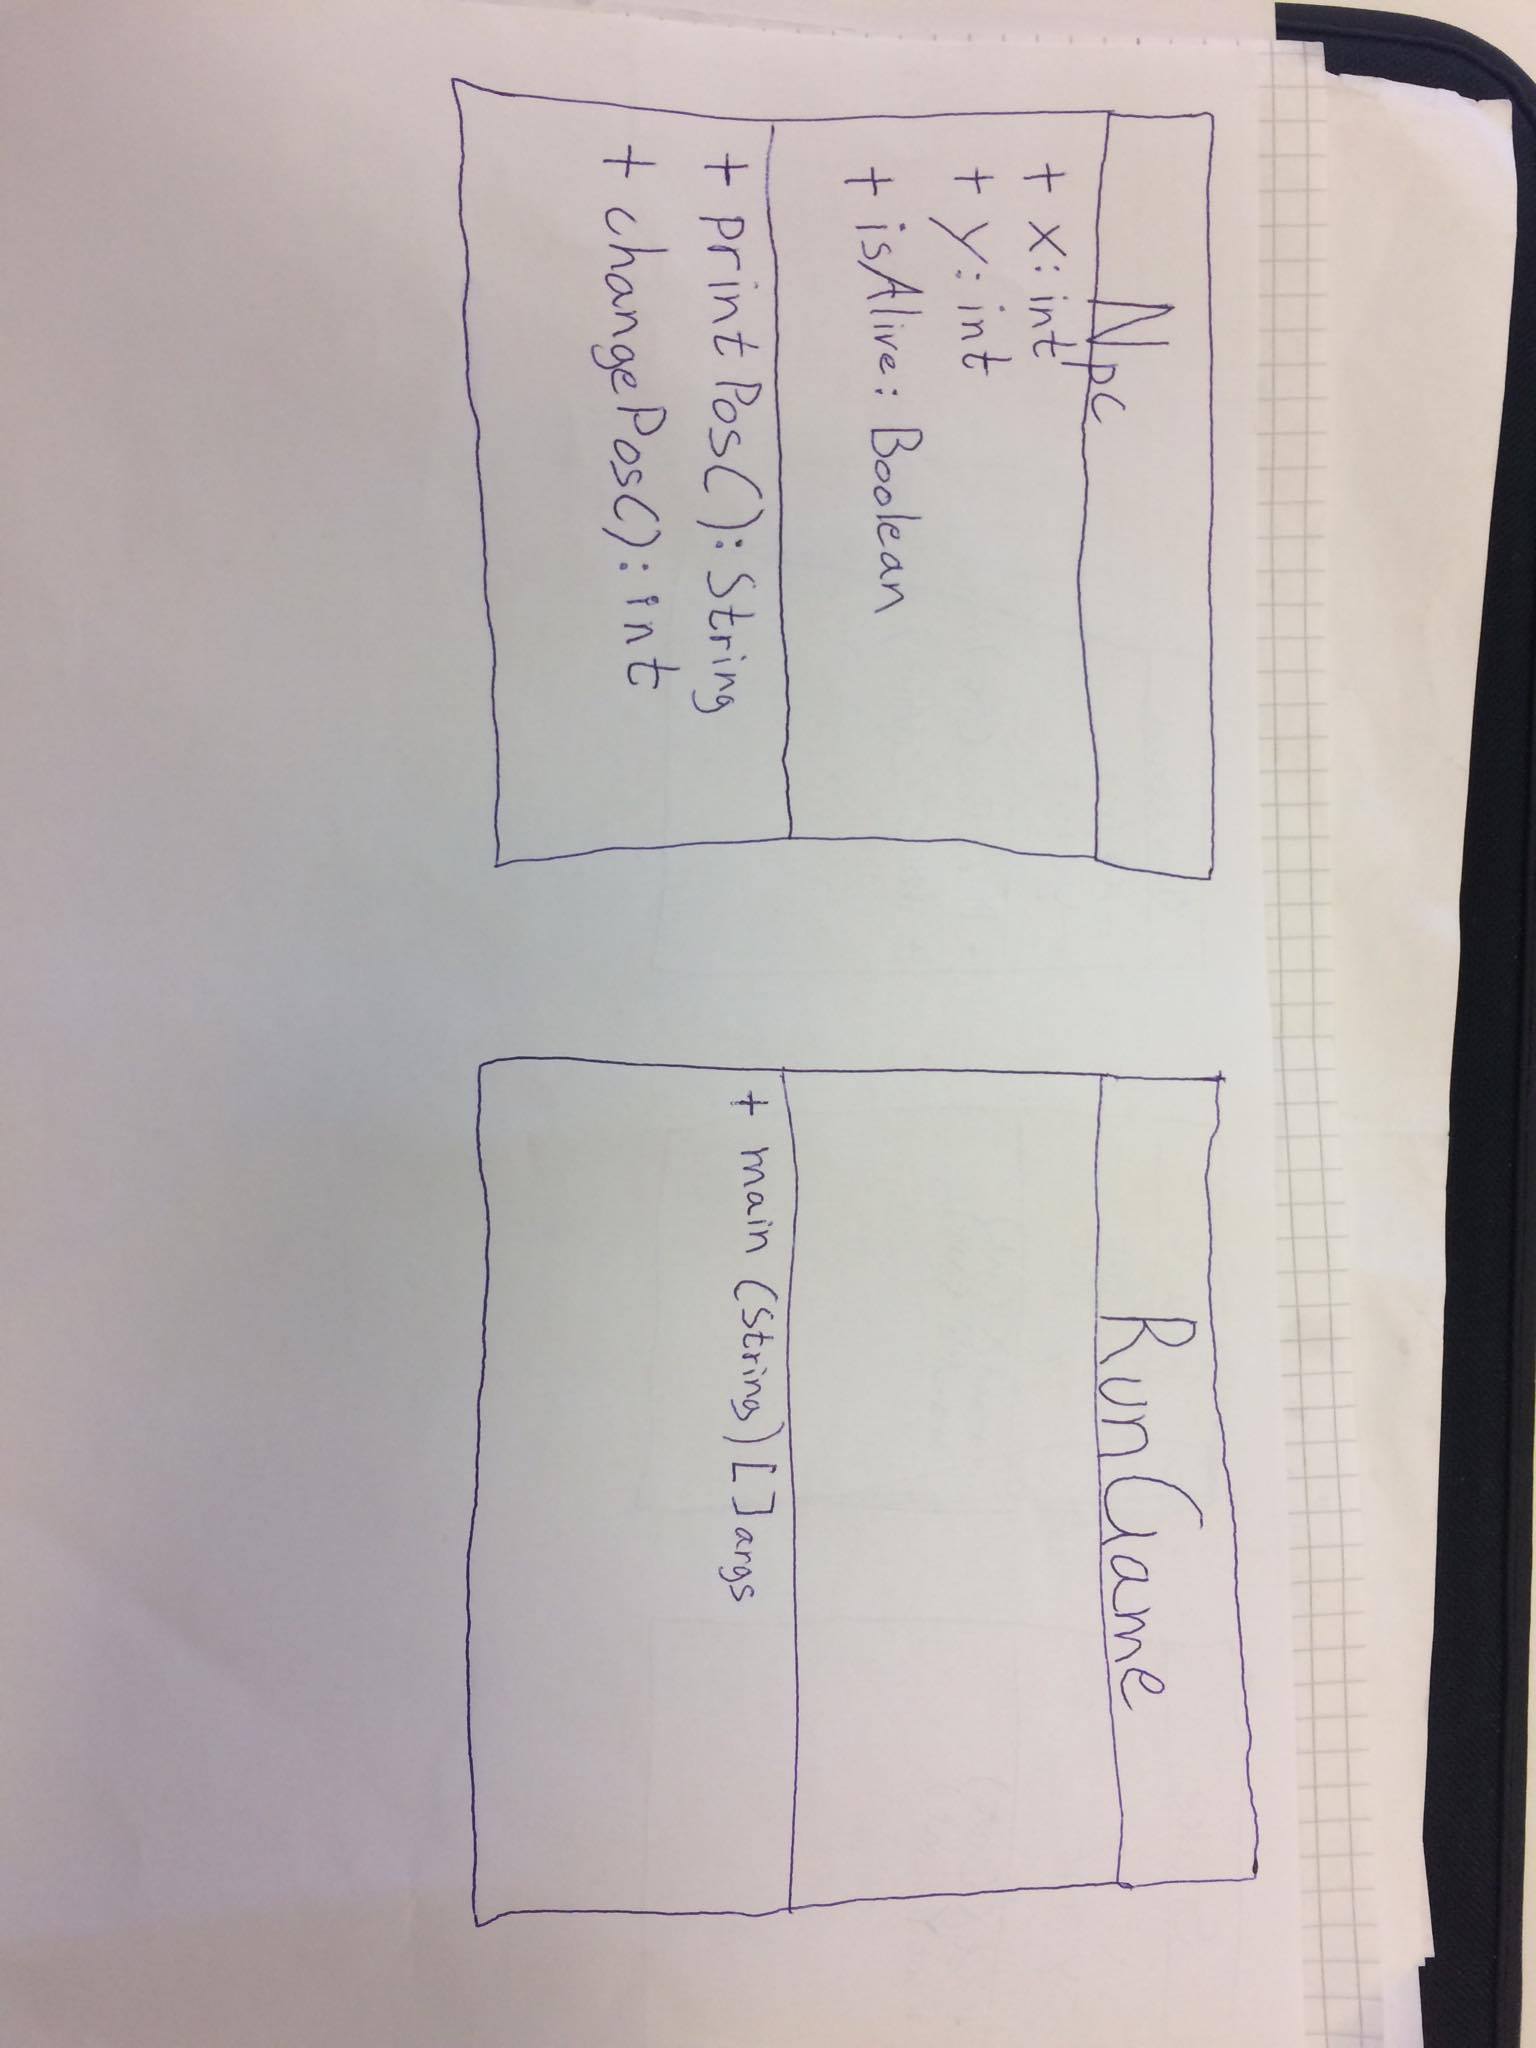 Npc
+ x: int
+ y: int
+ isAlive: Boolean
+ printPos(): String
+ changePos(): int
RunGame
+ main (String) [ ] args